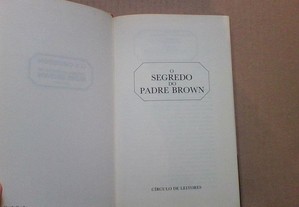 O
SEGREDO
DO
PADRE BROWN
CÍRCULO DE LEITORES